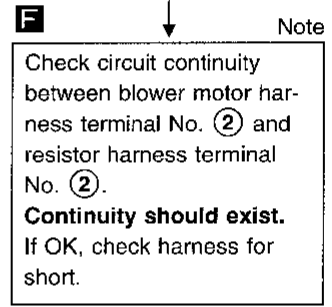 F
Note
Check circuit continuity
between blower motor har-
ness terminal No. ② and
resistor harness terminal
No. ②.
Continuity should exist.
If OK, check harness for
short.